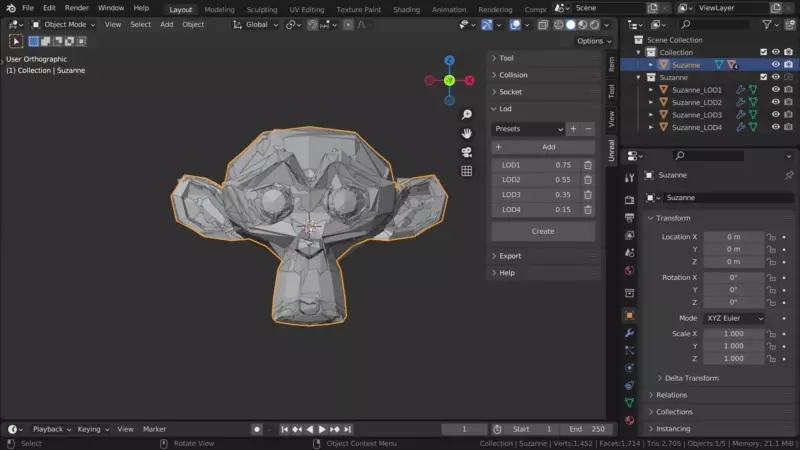 File Edit Render Window Help
Layout Modeling Sculpting UV Editing Texture Paint Shading Animation Rendering Compc
Scene
ViewLayer
Object Mode View Select Add Object
Global
Options
User Orthographic
(1) Collection | Suzanne
Z
Y
X
Tool
Collision
Socket
Lod
Presets
Add
LOD1 0.75
LOD2 0.55
LOD3 0.35
LOD4 0.15
Create
Export
Help
Item
Tool
View
Unreal
Scene Collection
Collection
Suzanne
Suzanne
Suzanne_LOD1
Suzanne_LOD2
Suzanne_LOD3
Suzanne_LOD4
Suzanne
Suzanne
Transform
Location X 0 m
Y 0 m
Z 0 m
Rotation X 0°
Y 0°
Z 0°
Mode XYZ Euler
Scale X 1.000
Y 1.000
Z 1.000
Delta Transform
Relations
Collections
Instancing
Playback Keying View Marker
1
Start 1
End 250
Select
Rotate View
Object Context Menu
Collection | Suzanne | Verts:1,452 | Faces:1,714 | Tris:2,705 | Objects:1/5 | Memory: 21.1 MiB